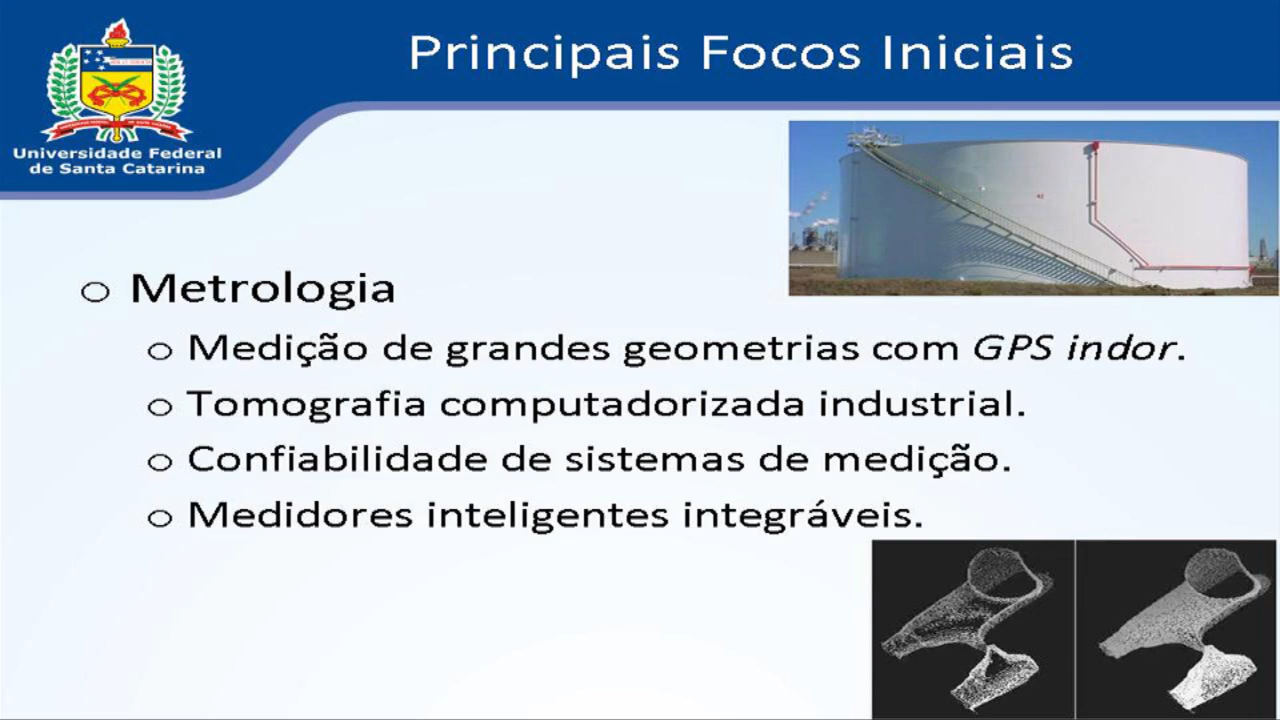 Principais Focos Iniciais
Universidade Federal
de Santa Catarina
o Metrologia
o Medição de grandes geometrias com GPS indor.
o Tomografia computadorizada industrial.
o Confiabilidade de sistemas de medição.
o Medidores inteligentes integráveis.